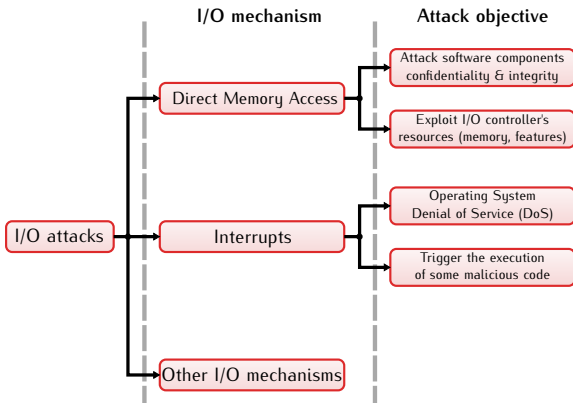 I/O mechanism
Attack objective
Attack software components
confidentiality & integrity
Direct Memory Access
Exploit I/O controller's
resources (memory, features)
Operating System
Denial of Service (DoS)
I/O attacks
Interrupts
Trigger the execution
of some malicious code
Other I/O mechanisms